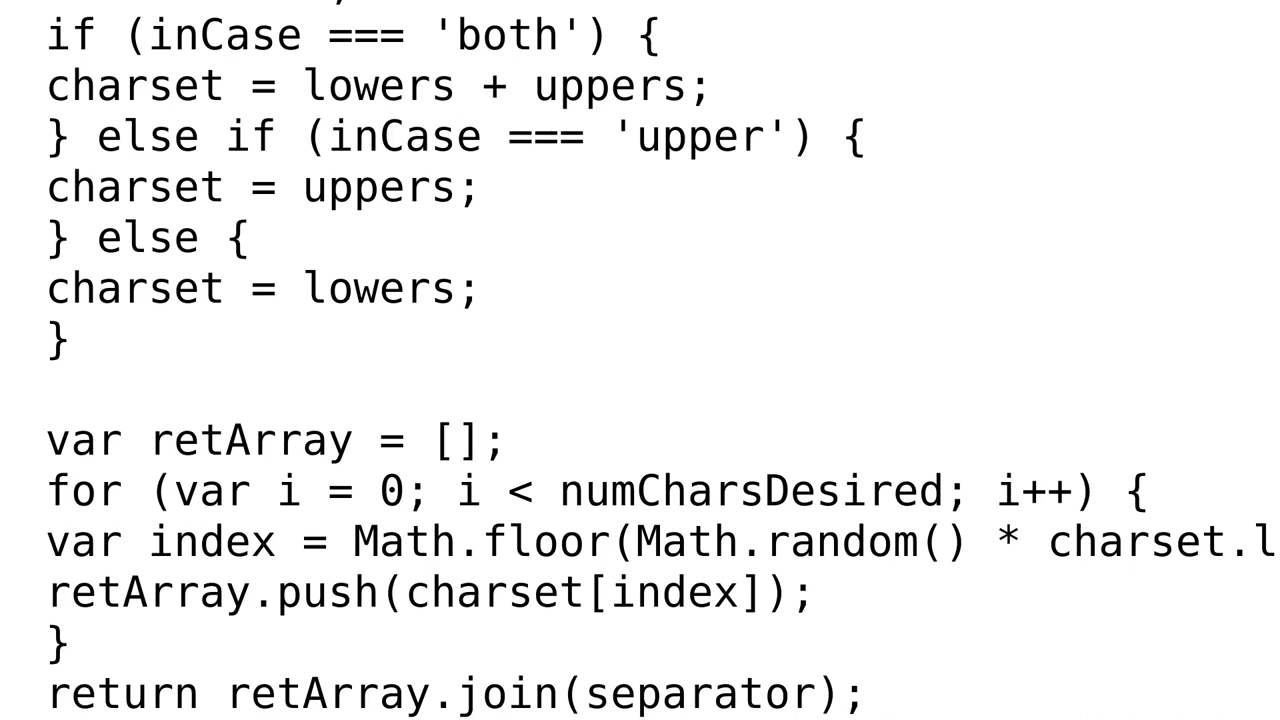 if (inCase === 'both') {
charset = lowers + uppers;
} else if (inCase === 'upper') {
charset = uppers;
} else {
charset = lowers;
}
var retArray = [];
for (var i = 0; i < numCharsDesired; i++) {
var index = Math.floor(Math.random() * charset.l
retArray.push(charset[index]);
}
return retArray.join(separator);